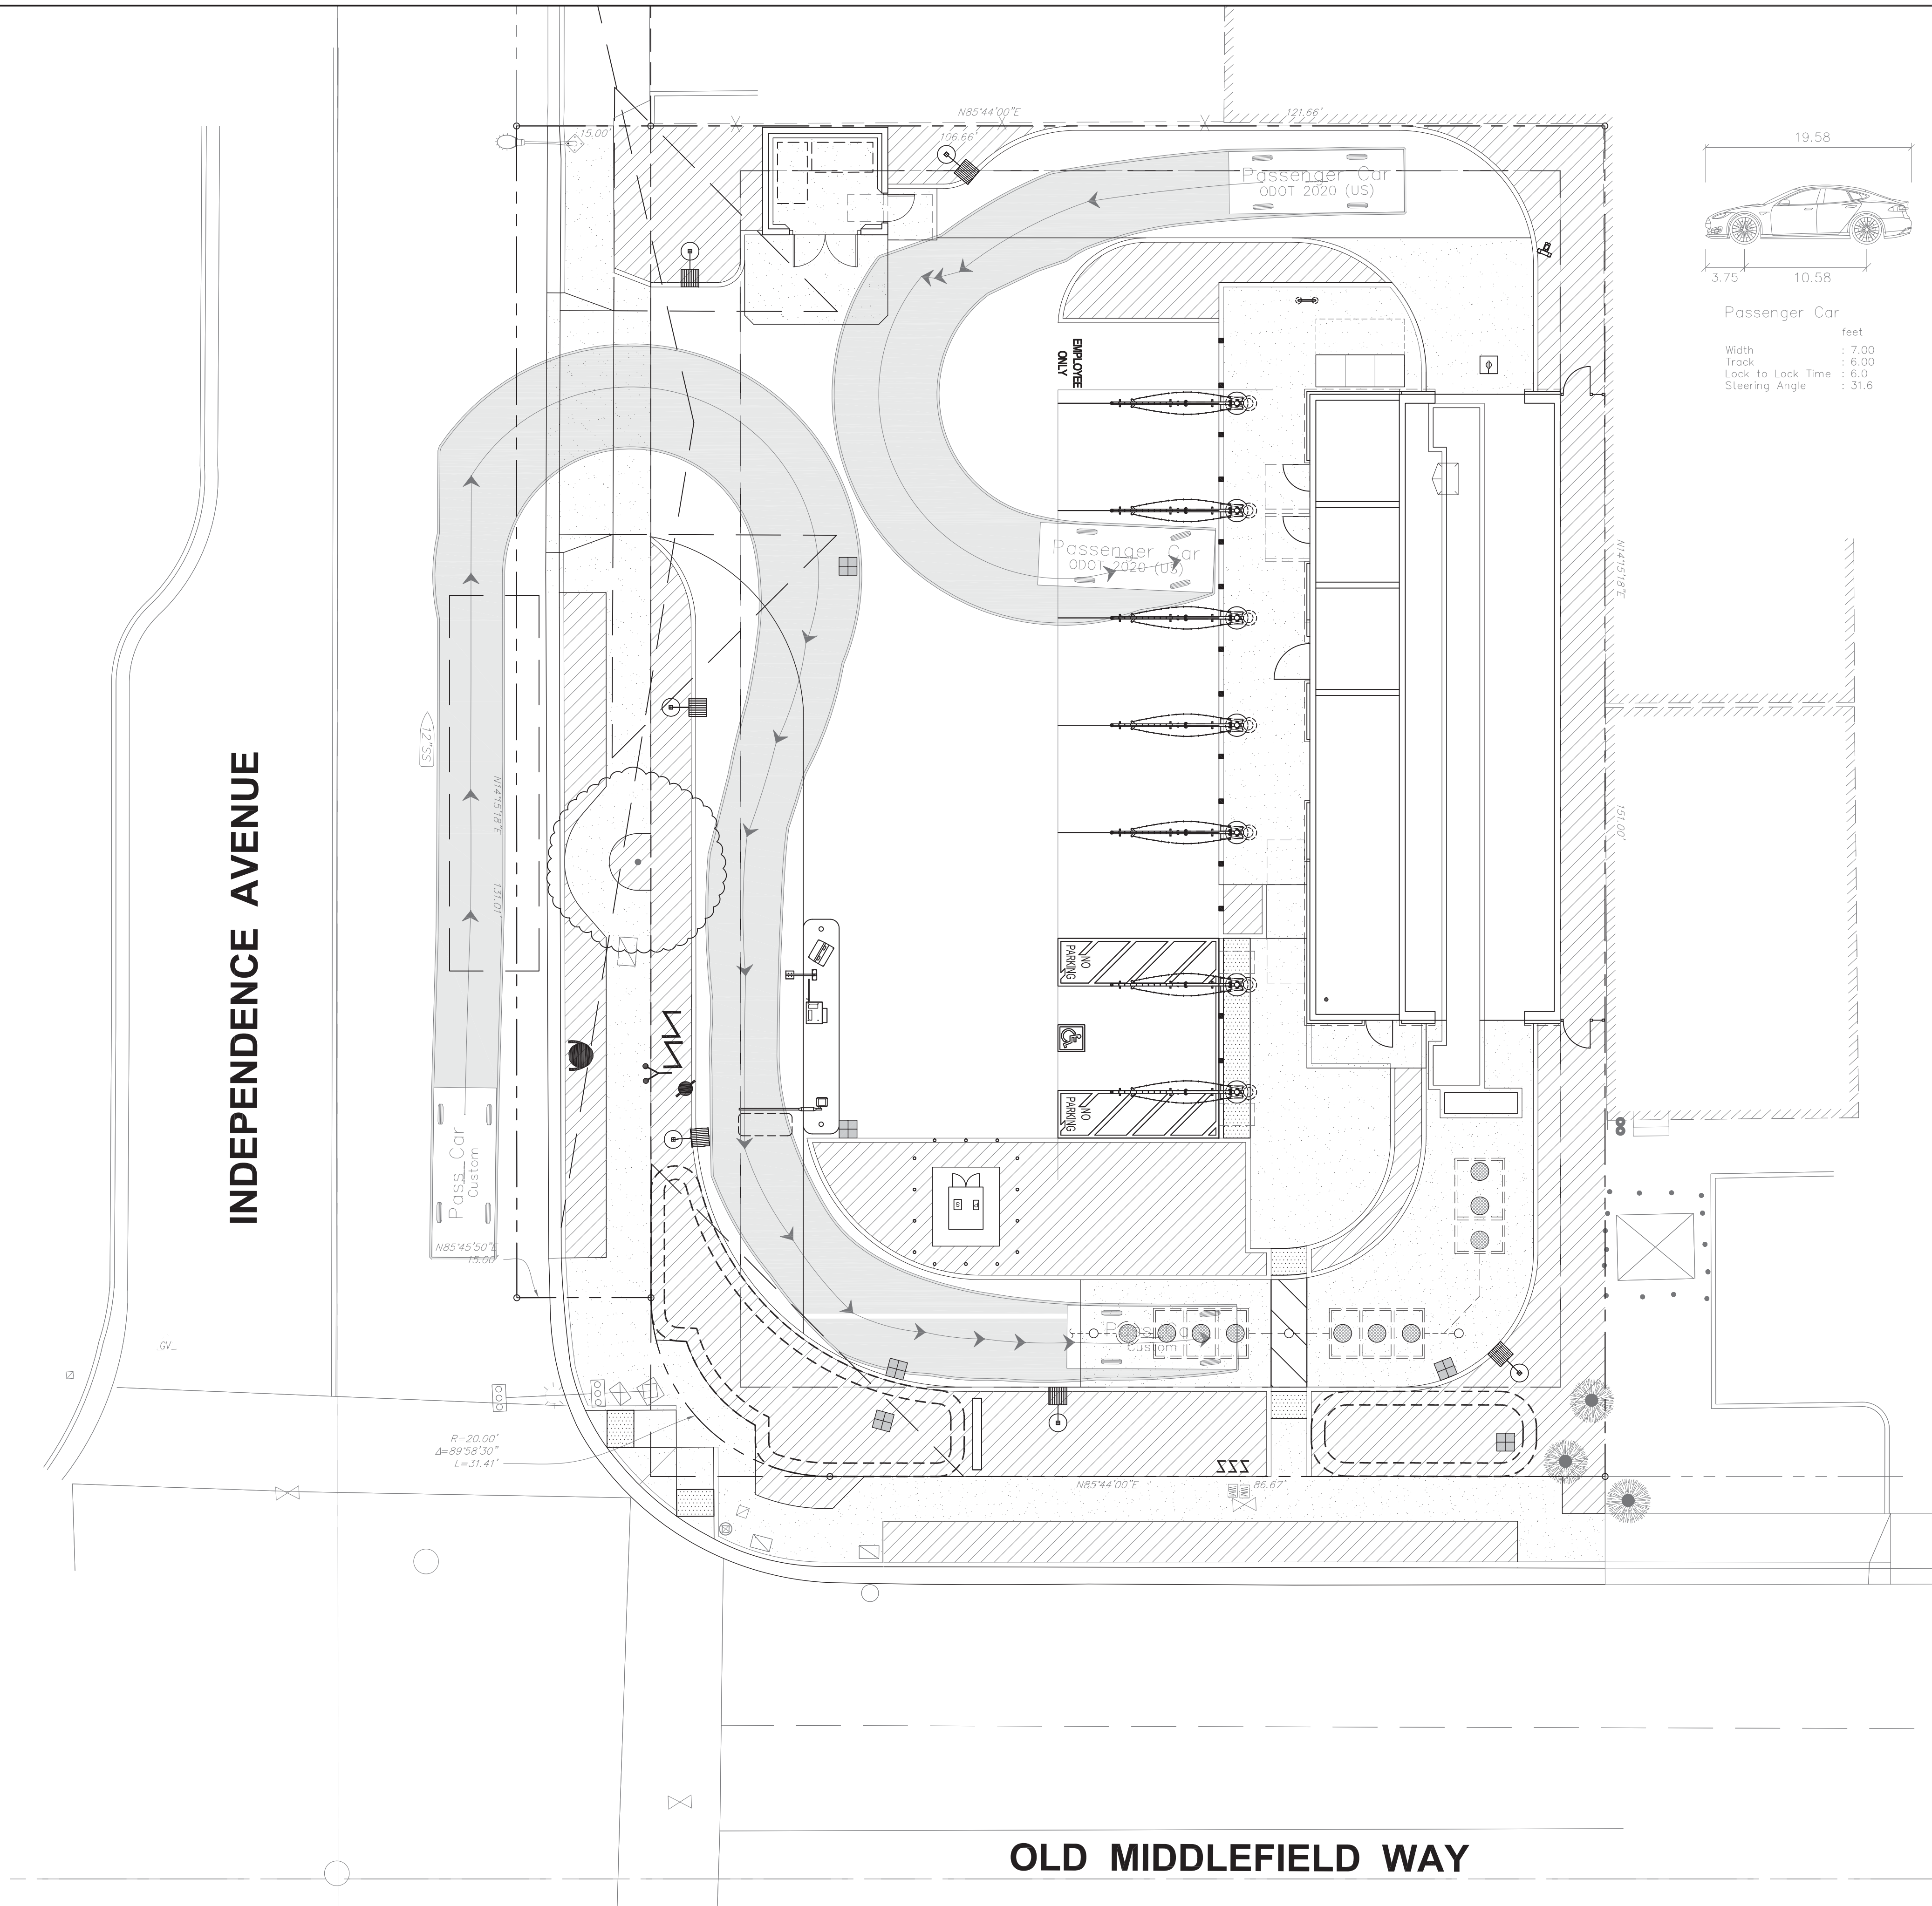 N85°44'00"E
121.66'
106.66'
15.00'
19.58
3.75
10.58
Passenger Car
feet
Width : 7.00
Track : 6.00
Lock to Lock Time : 6.0
Steering Angle : 31.6
Passenger Car
ODOT 2020 (US)
EMPLOYEE
ONLY
Passenger Car
ODOT 2020 (US)
N14°15'18"E
151.00'
12"SS
N14°15'18"E
131.01'
INDEPENDENCE AVENUE
NO
PARKING
NO
PARKING
Pass Car
Custom
N85°45'50"E
15.00'
Pass Car
Custom
GV
R=20.00'
Δ=89°58'30"
L=31.41'
N85°44'00"E
86.67'
OLD MIDDLEFIELD WAY